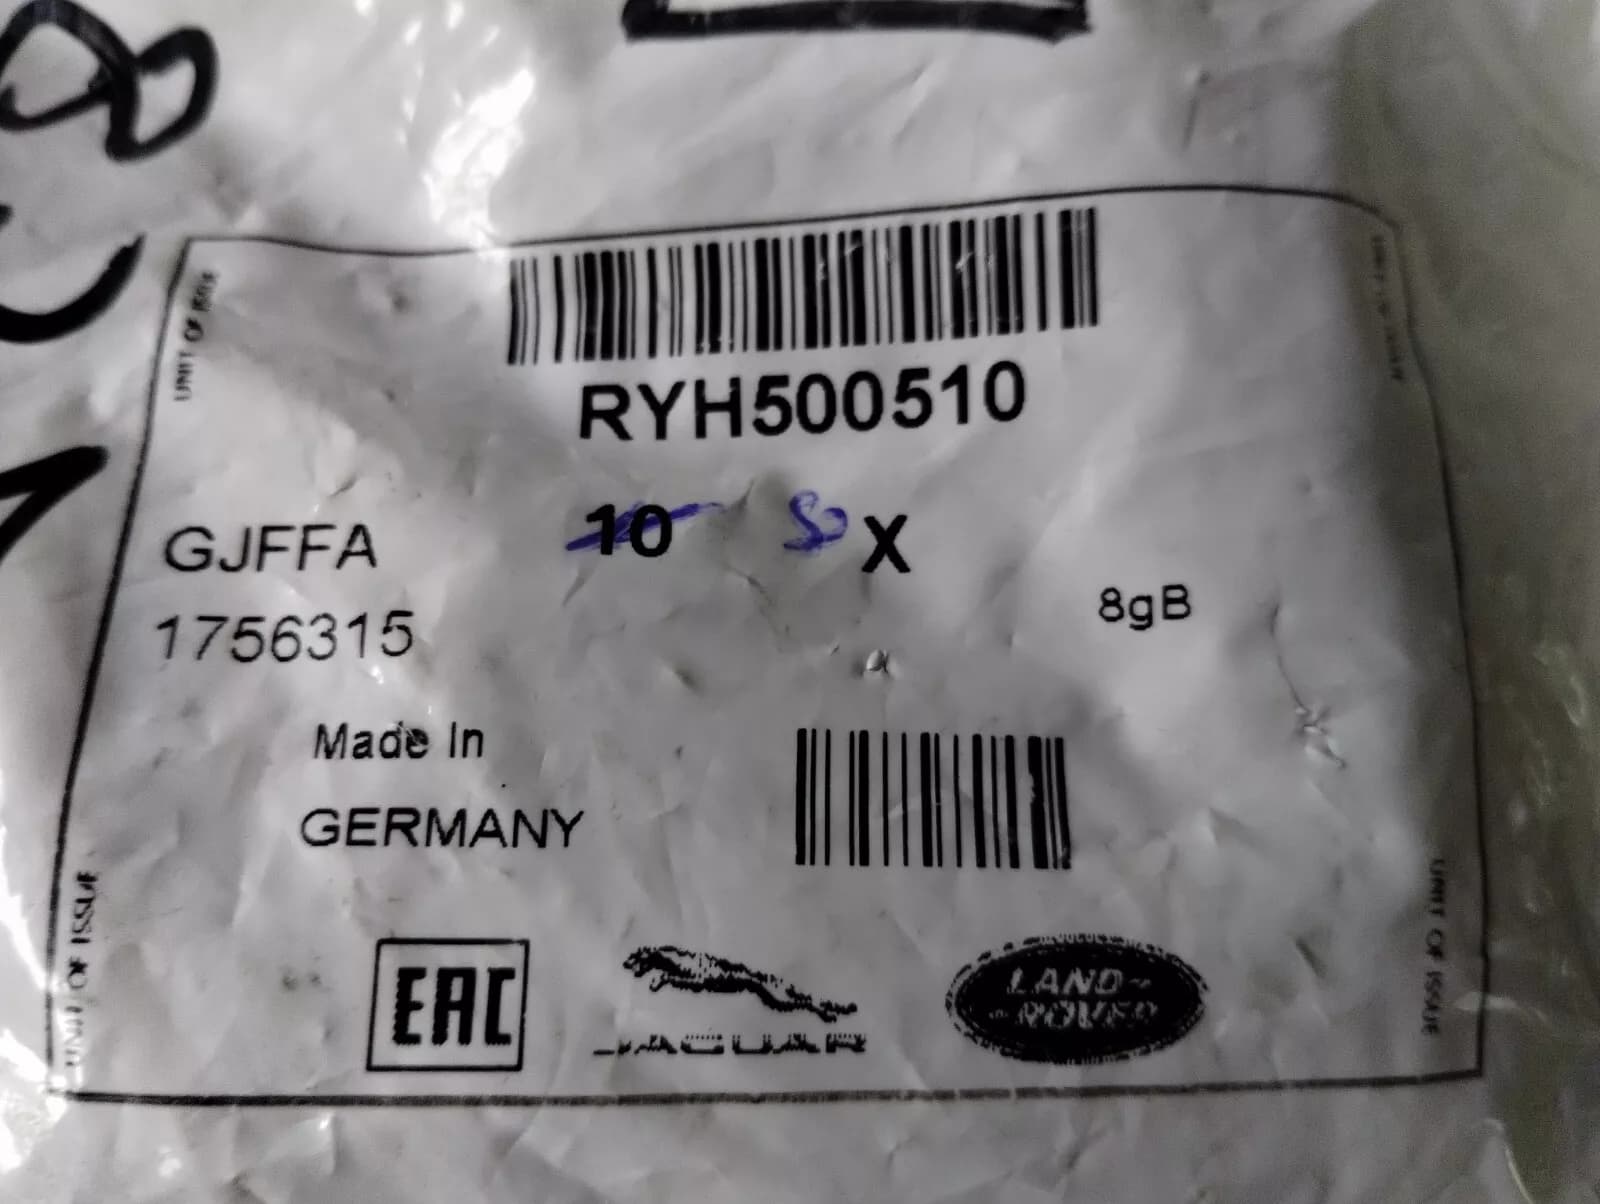 UNIT OF ISSUE
RYH500510
GJFFA 10 8 X
8gB
1756315
Made In
GERMANY
UNIT OF ISSUE
UNIT OF ISSUE
EAC
JAGUAR
LAND-
ROVER